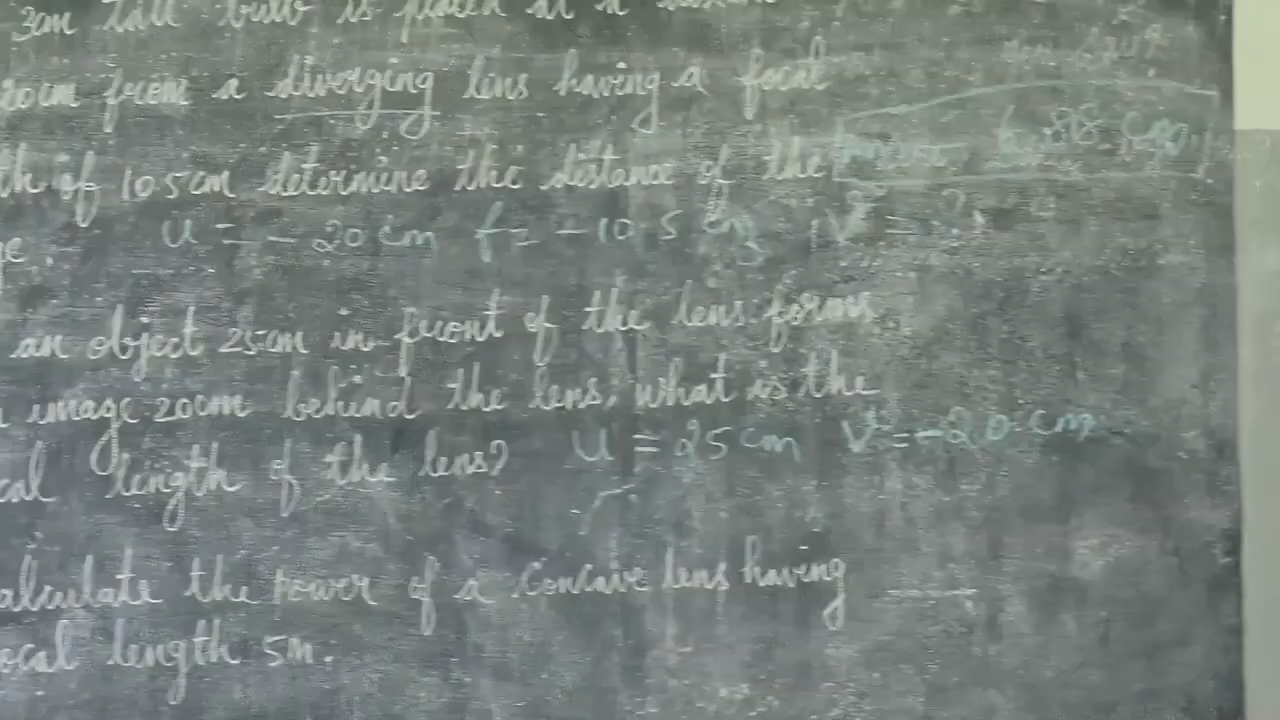 3cm tall bulb is placed at a
20cm from a diverging lens having a focal
th of 10.5cm determine the distance of the
ge. u = - 20 cm f = - 10.5 cm v = ?
an object 25cm in front of the lens forms
image 20cm behind the lens, what is the
cal length of the lens? u = 25 cm v = -20 cm
alculate the power of a concave lens having
ocal length 5m.